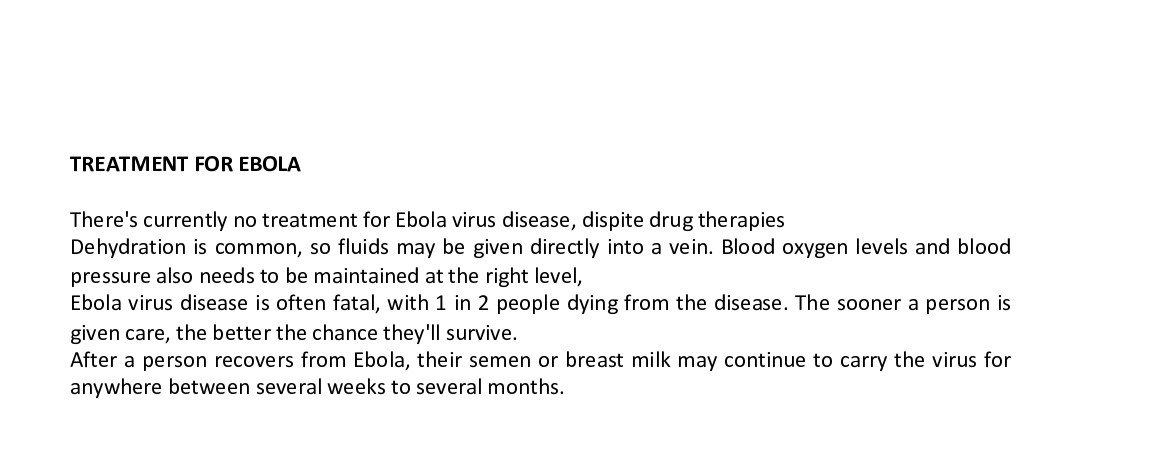 TREATMENT FOR EBOLA
There's currently no treatment for Ebola virus disease, dispite drug therapies
Dehydration is common, so fluids may be given directly into a vein. Blood oxygen levels and blood
pressure also needs to be maintained at the right level,
Ebola virus disease is often fatal, with 1 in 2 people dying from the disease. The sooner a person is
given care, the better the chance they'll survive.
After a person recovers from Ebola, their semen or breast milk may continue to carry the virus for
anywhere between several weeks to several months.